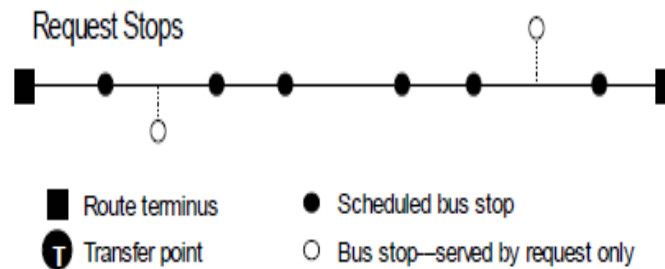 Request Stops
Route terminus
Scheduled bus stop
T Transfer point
Bus stop---served by request only